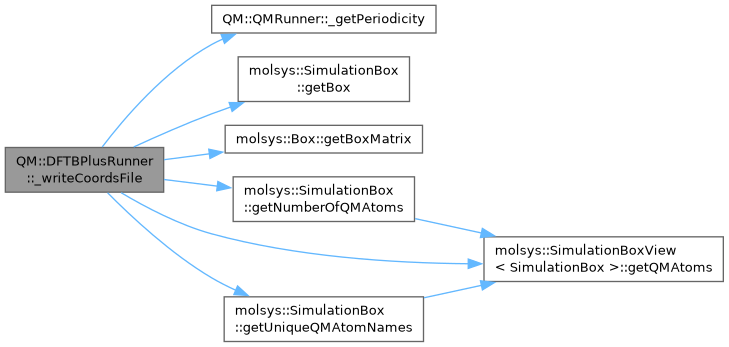 QM::QMRunner::_getPeriodicity
molsys::SimulationBox
::getBox
molsys::Box::getBoxMatrix
QM::DFTBPlusRunner
::_writeCoordsFile
molsys::SimulationBox
::getNumberOfQMAtoms
molsys::SimulationBoxView
< SimulationBox >::getQMAtoms
molsys::SimulationBox
::getUniqueQMAtomNames